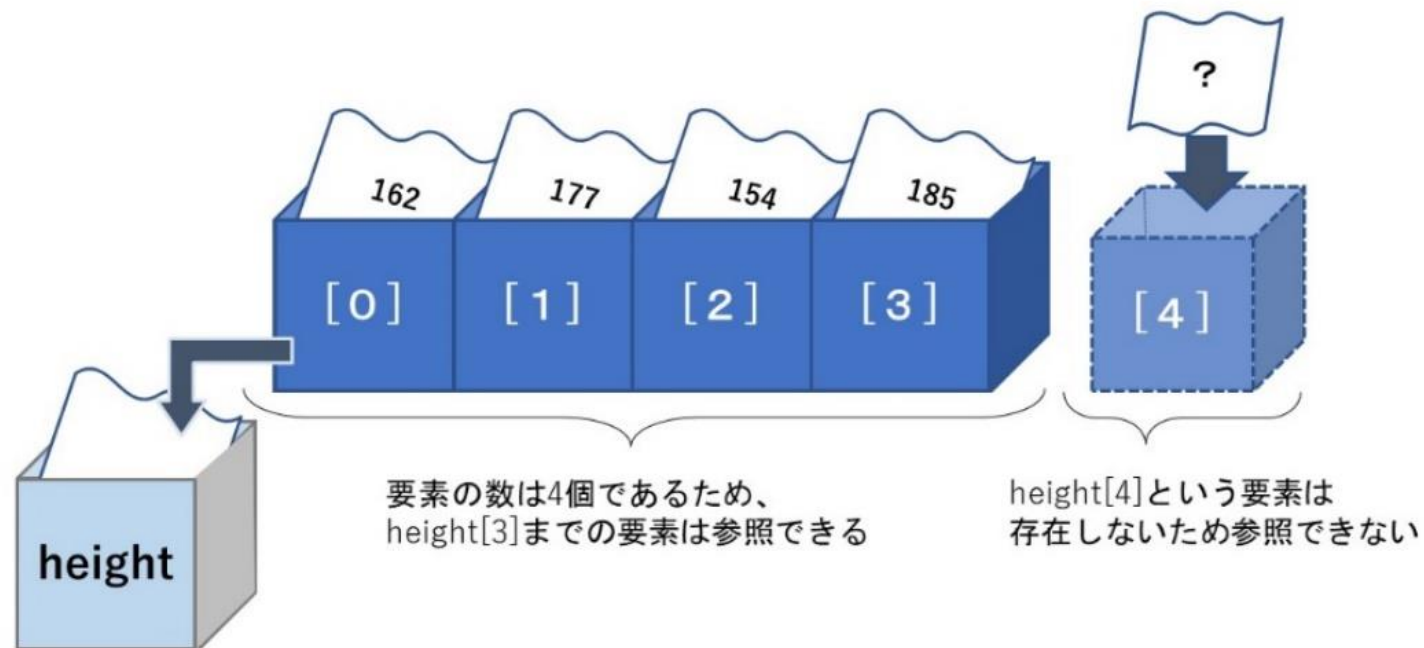 ?
162
177
154
185
[0]
[1]
[2]
[3]
[4]
height
要素の数は4個であるため、
height[3]までの要素は参照できる
height[4]という要素は
存在しないため参照できない